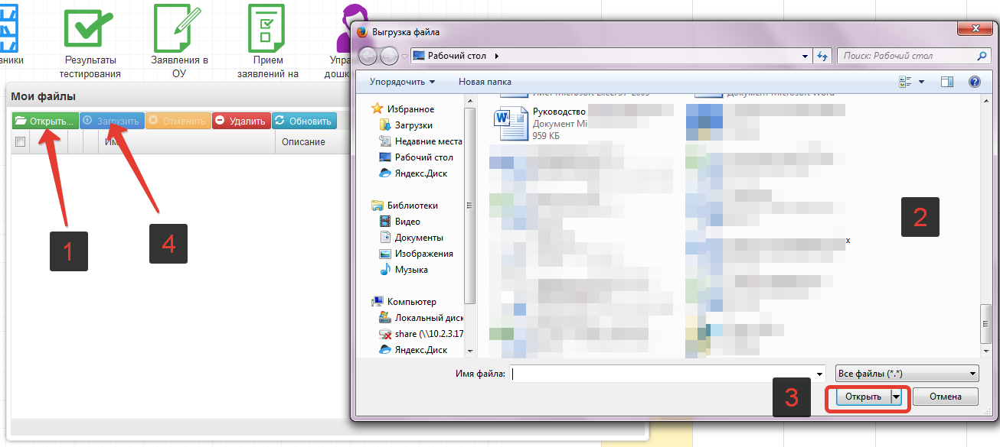 вники
Результаты
тестирования
Заявления в
ОУ
Прием
заявлений на
Упра
дошк
Мои файлы
Открыть...
Загрузить
Отменить
Удалить
Обновить
Описание
1
4
Выгрузка файла
Рабочий стол
Поиск: Рабочий стол
Упорядочить
Новая папка
Избранное
Загрузки
Недавние места
Рабочий стол
Яндекс.Диск
Библиотеки
Видео
Документы
Изображения
Музыка
Компьютер
Локальный диск
share (\\10.2.3.17
Яндекс.Диск
Руководство
Документ Mi
959 КБ
х
2
Имя файла:
Все файлы (*.*)
3
Открыть
Отмена